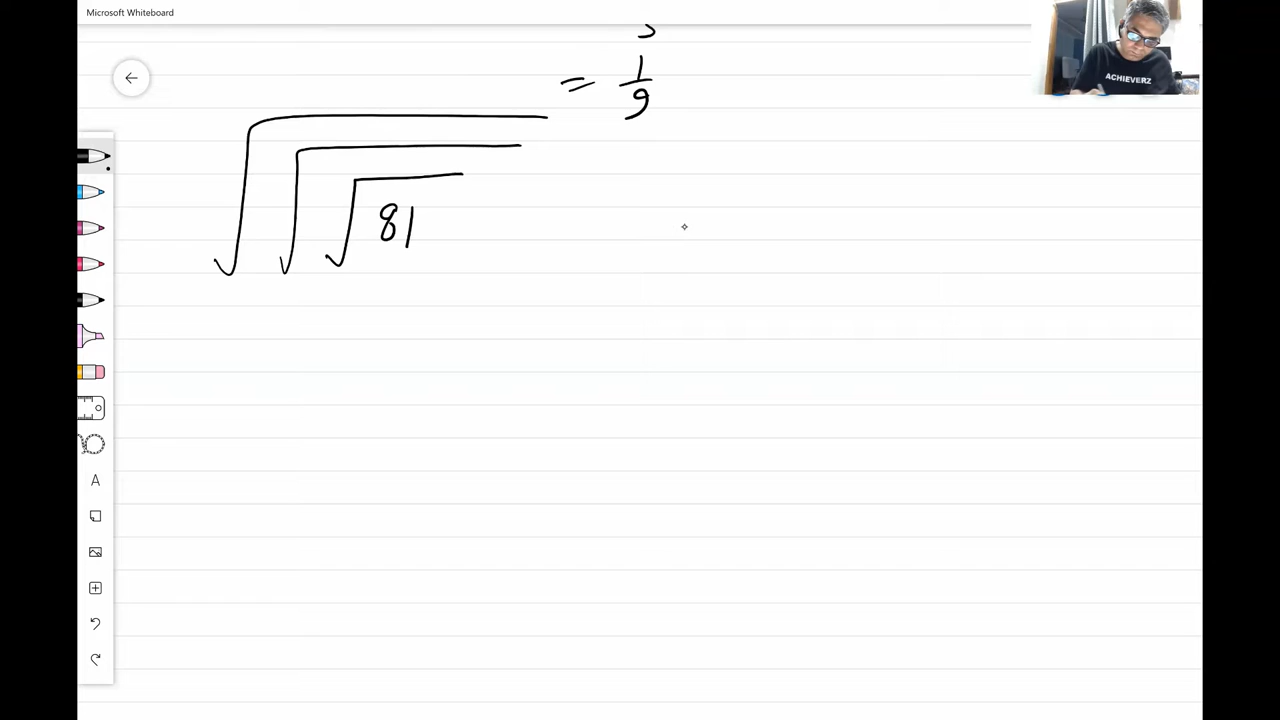 Microsoft Whiteboard
ACHIEVERZ
= 1/9
√√√81
A